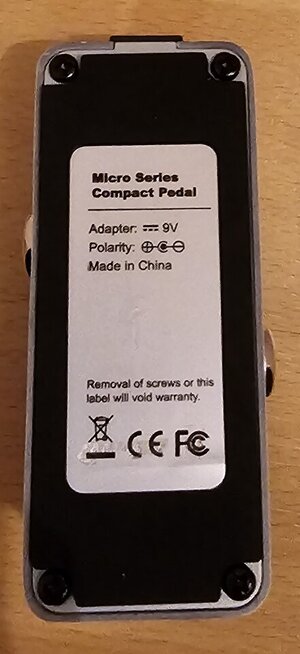 Micro Series
Compact Pedal
Adapter: ⎓ 9V
Polarity: ⊕-C-⊖
Made in China
Removal of screws or this
label will void warranty.
CE FC